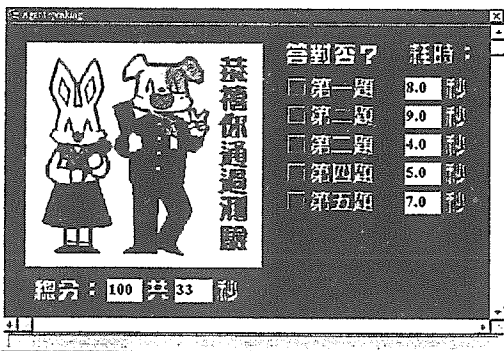 Agent speaking
恭禧你通過測驗
答對否？ 耗時：
第一題 8.0 秒
第二題 9.0 秒
第三題 4.0 秒
第四題 5.0 秒
第五題 7.0 秒
總分：100 共 33 秒